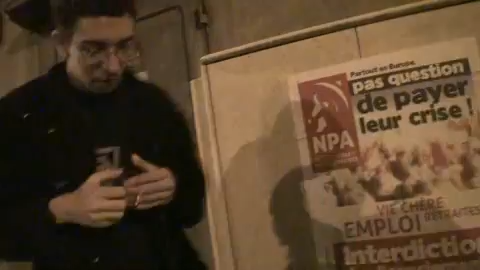 Partout en Europe,
pas question
de payer
leur crise !
NPA
VIE CHÈRE
EMPLOI RETRAITES
Interdiction